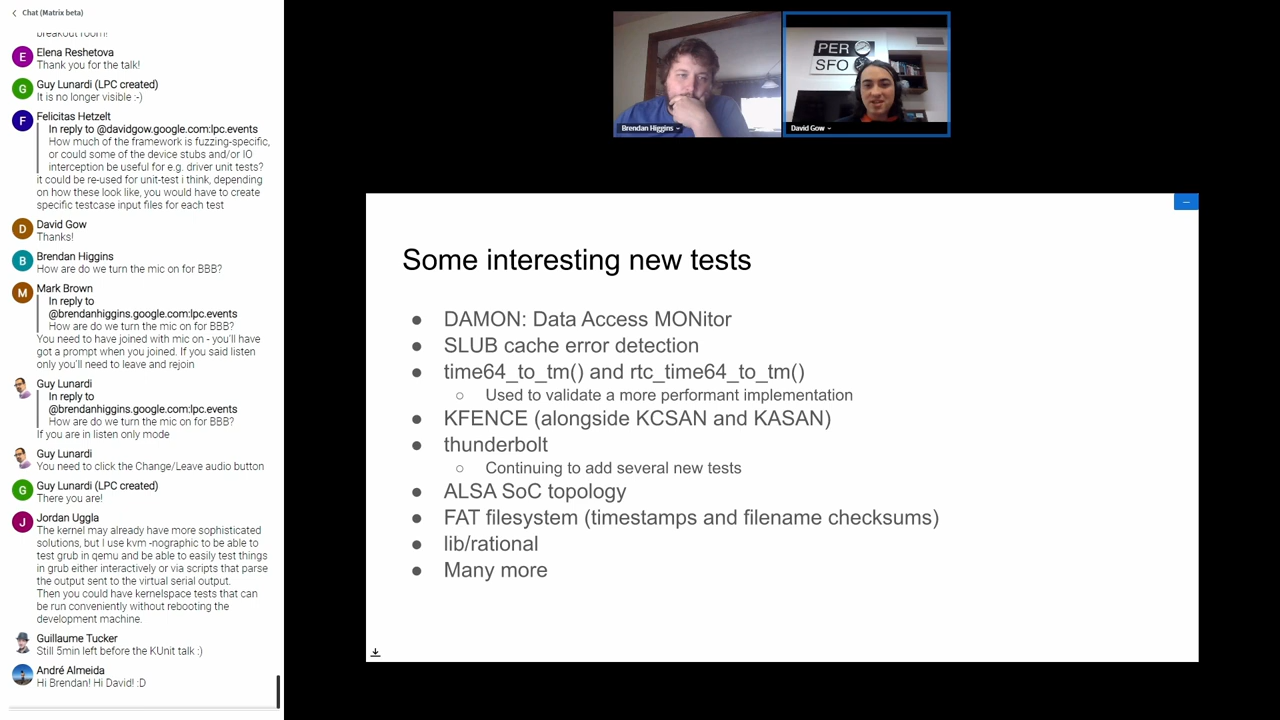 Chat (Matrix beta)
breakout room!
E
Elena Reshetova
Thank you for the talk!
G
Guy Lunardi (LPC created)
It is no longer visible :-)
F
Felicitas Hetzelt
In reply to @davidgow.google.com:lpc.events
How much of the framework is fuzzing-specific,
or could some of the device stubs and/or IO
interception be useful for e.g. driver unit tests?
it could be re-used for unit-test i think, depending
on how these look like, you would have to create
specific testcase input files for each test
D
David Gow
Thanks!
B
Brendan Higgins
How are do we turn the mic on for BBB?
M
Mark Brown
In reply to
@brendanhiggins.google.com:lpc.events
How are do we turn the mic on for BBB?
You need to have joined with mic on - you'll have
got a prompt when you joined. If you said listen
only you'll need to leave and rejoin
Guy Lunardi
In reply to
@brendanhiggins.google.com:lpc.events
How are do we turn the mic on for BBB?
If you are in listen only mode
Guy Lunardi
You need to click the Change/Leave audio button
G
Guy Lunardi (LPC created)
There you are!
J
Jordan Uggla
The kernel may already have more sophisticated
solutions, but I use kvm -nographic to be able to
test grub in qemu and be able to easily test things
in grub either interactively or via scripts that parse
the output sent to the virtual serial output.
Then you could have kernelspace tests that can
be run conveniently without rebooting the
development machine.
Guillaume Tucker
Still 5min left before the KUnit talk :)
André Almeida
Hi Brendan! Hi David! :D
Brendan Higgins
PER
SFO
David Gow
Some interesting new tests
● DAMON: Data Access MONitor
● SLUB cache error detection
● time64_to_tm() and rtc_time64_to_tm()
○ Used to validate a more performant implementation
● KFENCE (alongside KCSAN and KASAN)
● thunderbolt
○ Continuing to add several new tests
● ALSA SoC topology
● FAT filesystem (timestamps and filename checksums)
● lib/rational
● Many more